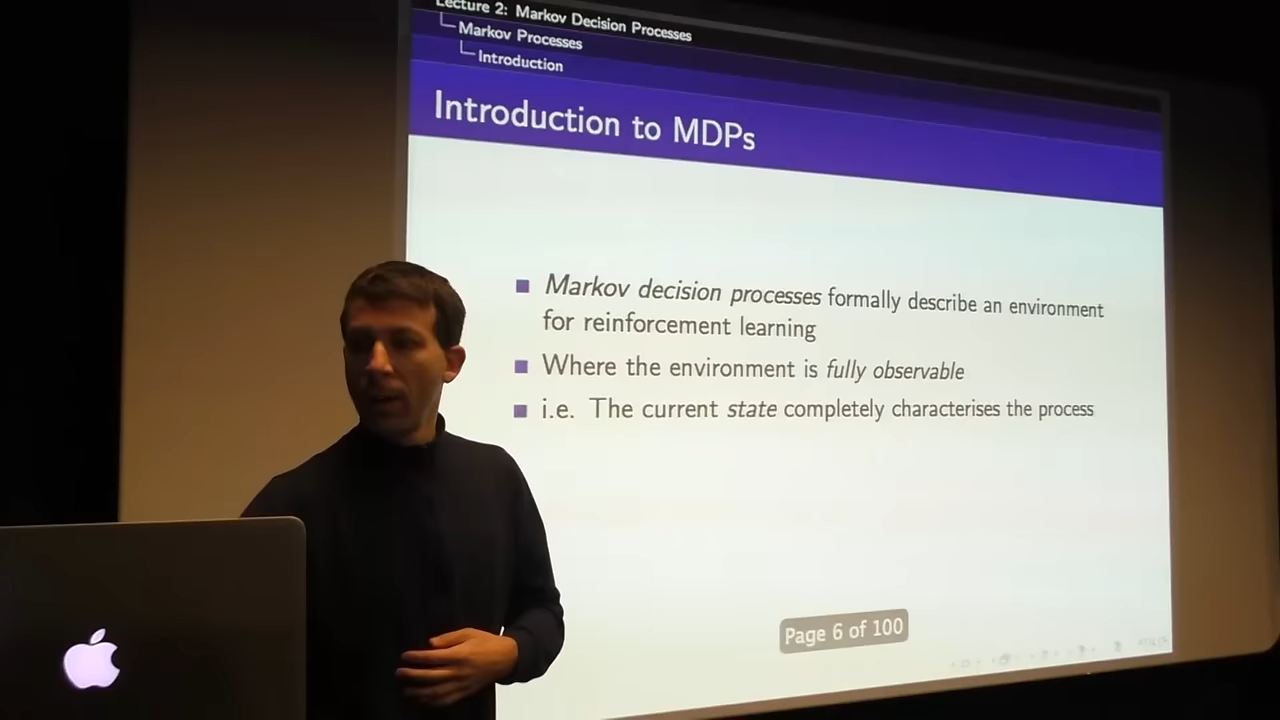 Lecture 2: Markov Decision Processes
Markov Processes
Introduction
Introduction to MDPs
Markov decision processes formally describe an environment
for reinforcement learning
Where the environment is fully observable
i.e. The current state completely characterises the process
Page 6 of 100